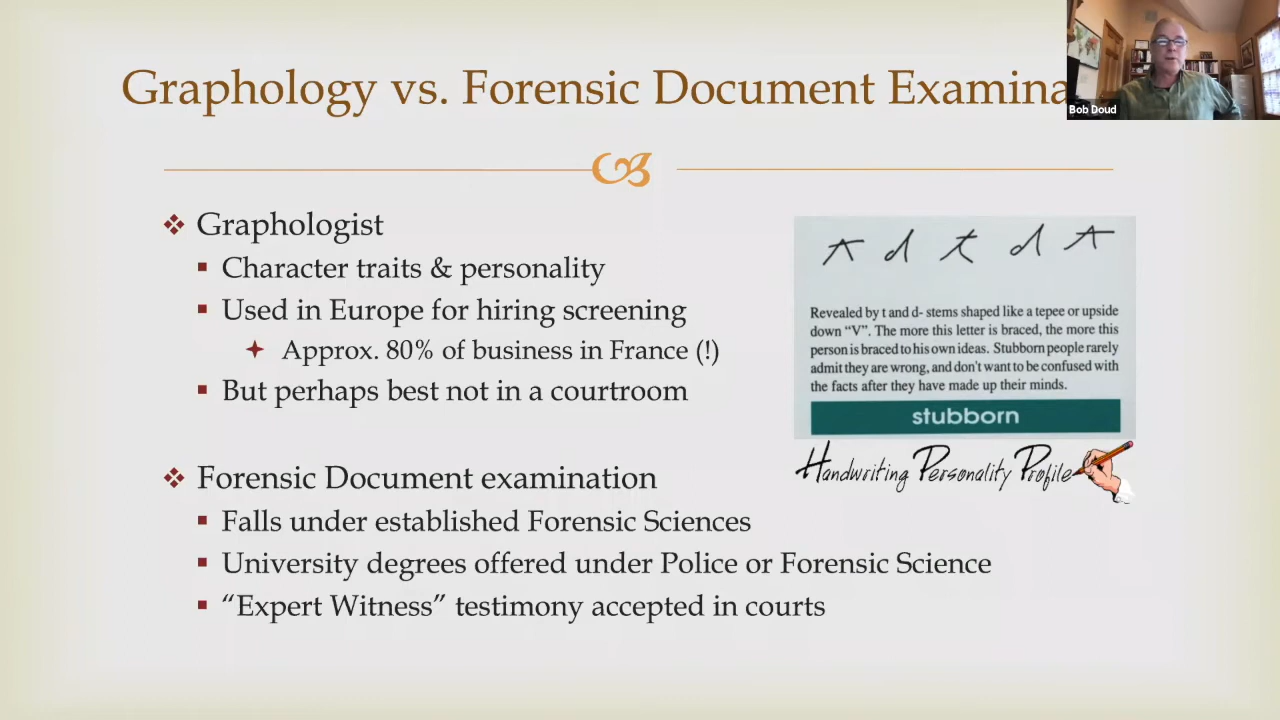 Graphology vs. Forensic Document Examina
Bob Doud
Graphologist
Character traits & personality
Used in Europe for hiring screening
Approx. 80% of business in France (!)
But perhaps best not in a courtroom
Forensic Document examination
Falls under established Forensic Sciences
University degrees offered under Police or Forensic Science
“Expert Witness” testimony accepted in courts
t d t d t
Revealed by t and d- stems shaped like a tepee or upside
down “V”. The more this letter is braced, the more this
person is braced to his own ideas. Stubborn people rarely
admit they are wrong, and don't want to be confused with
the facts after they have made up their minds.
stubborn
Handwriting Personality Profile